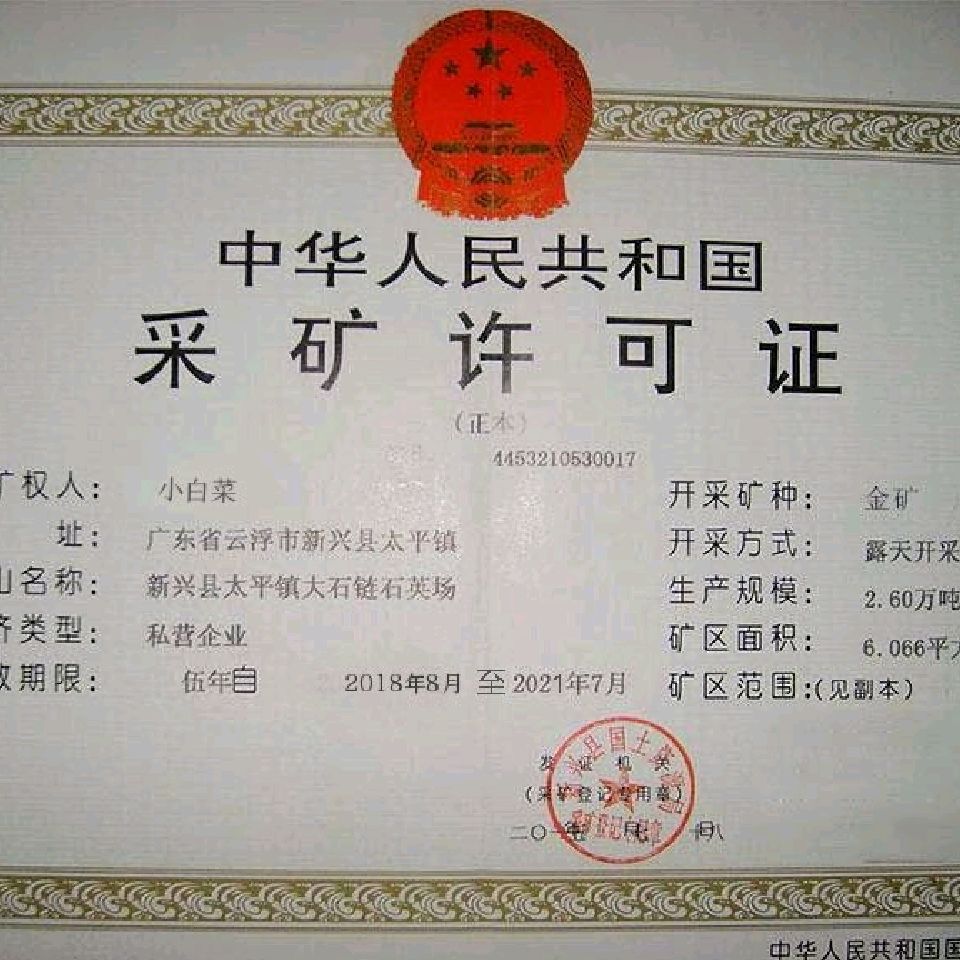 中华人民共和国
采矿许可证
(正本)
4453210530017
矿权人: 小白菜
址: 广东省云浮市新兴县太平镇
山名称: 新兴县太平镇大石链石英场
济类型: 私营企业
效期限: 伍年自 2018年8月 至 2021年7月
开采矿种: 金矿
开采方式: 露天开采
生产规模: 2.60万吨
矿区面积: 6.066平方
矿区范围:(见副本)
发证机关
(采矿登记专用章)
中华人民共和国国